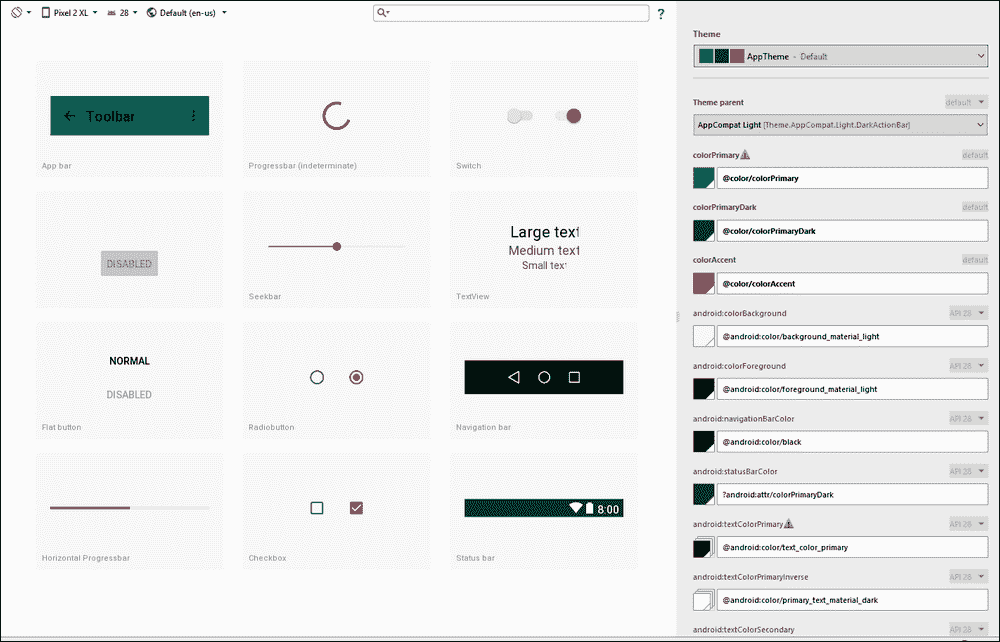 Pixel 2 XL 28 Default (en-us) ?
Toolbar
App bar
Progressbar (indeterminate)
Switch
DISABLED
Seekbar
Large text
Medium text
Small text
TextView
NORMAL
DISABLED
Flat button
Radiobutton
Navigation bar
Horizontal Progressbar
Checkbox
8:00
Status bar
Theme
AppTheme - Default
Theme parent default
AppCompat Light [Theme.AppCompat.Light.DarkActionBar]
colorPrimary default
@color/colorPrimary
colorPrimaryDark default
@color/colorPrimaryDark
colorAccent default
@color/colorAccent
android:colorBackground API 28
@android:color/background_material_light
android:colorForeground API 28
@android:color/foreground_material_light
android:navigationBarColor API 28
@android:color/black
android:statusBarColor API 28
?android:attr/colorPrimaryDark
android:textColorPrimary API 28
@android:color/text_color_primary
android:textColorPrimaryInverse API 28
@android:color/primary_text_material_dark
android:textColorSecondary API 28